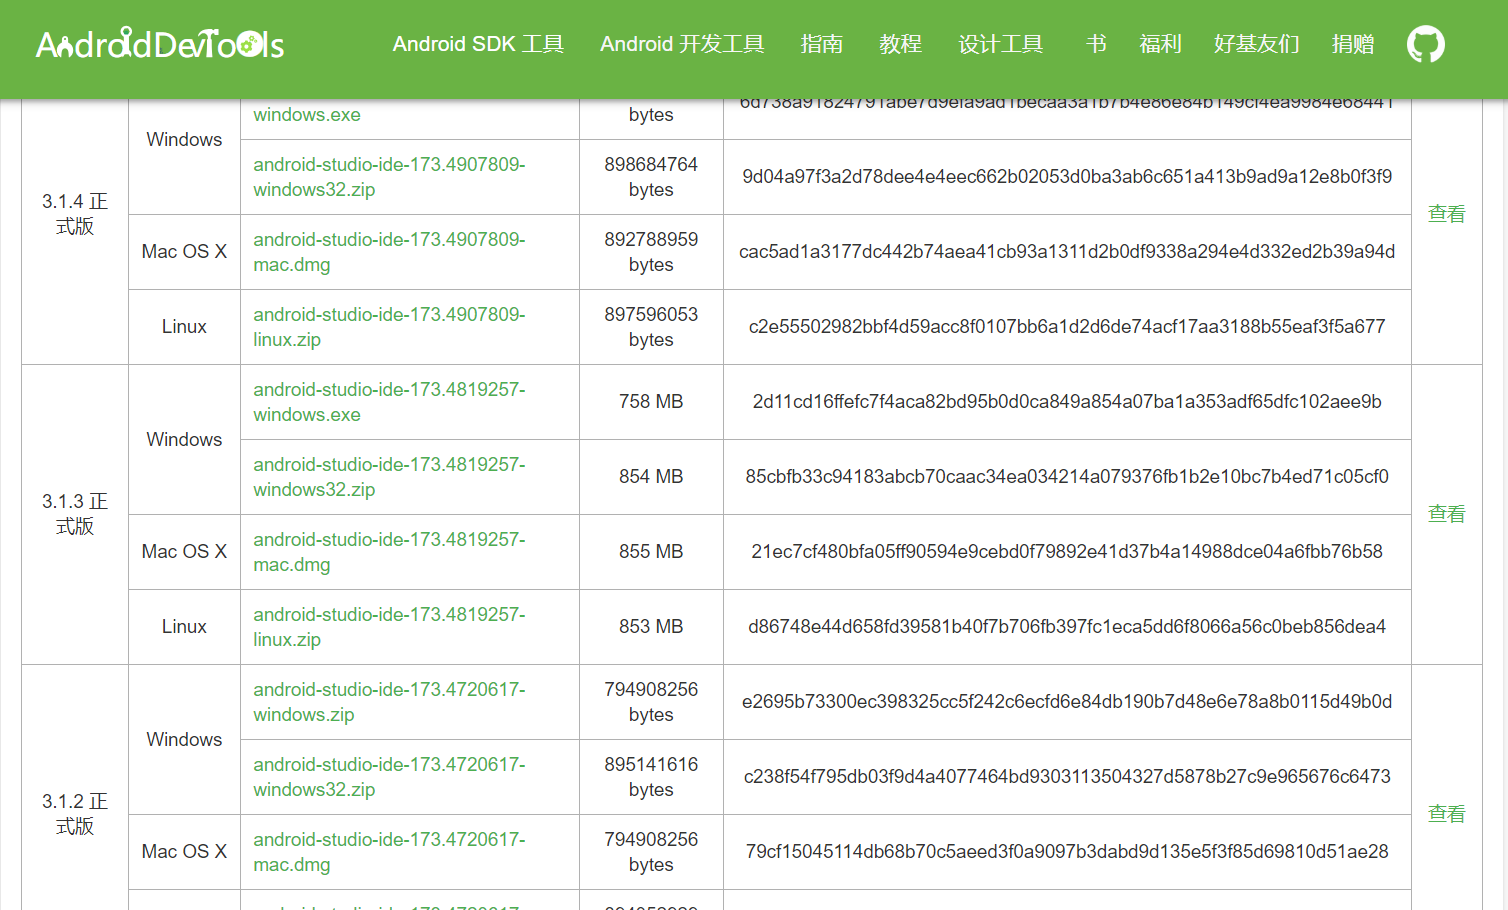 AndroidDevTools
Android SDK 工具
Android 开发工具
指南
教程
设计工具
书
福利
好基友们
捐赠
3.1.4 正
式版
Windows
windows.exe
bytes
6d738a91824791abe7d9efa9ad1becaa3a1b7b4e86e84b149cf4ea9984e68441
android-studio-ide-173.4907809-
windows32.zip
898684764
bytes
9d04a97f3a2d78dee4e4eec662b02053d0ba3ab6c651a413b9ad9a12e8b0f3f9
Mac OS X
android-studio-ide-173.4907809-
mac.dmg
892788959
bytes
cac5ad1a3177dc442b74aea41cb93a1311d2b0df9338a294e4d332ed2b39a94d
Linux
android-studio-ide-173.4907809-
linux.zip
897596053
bytes
c2e55502982bbf4d59acc8f0107bb6a1d2d6de74acf17aa3188b55eaf3f5a677
查看
3.1.3 正
式版
Windows
android-studio-ide-173.4819257-
windows.exe
758 MB
2d11cd16ffefc7f4aca82bd95b0d0ca849a854a07ba1a353adf65dfc102aee9b
android-studio-ide-173.4819257-
windows32.zip
854 MB
85cbfb33c94183abcb70caac34ea034214a079376fb1b2e10bc7b4ed71c05cf0
Mac OS X
android-studio-ide-173.4819257-
mac.dmg
855 MB
21ec7cf480bfa05ff90594e9cebd0f79892e41d37b4a14988dce04a6fbb76b58
Linux
android-studio-ide-173.4819257-
linux.zip
853 MB
d86748e44d658fd39581b40f7b706fb397fc1eca5dd6f8066a56c0beb856dea4
查看
3.1.2 正
式版
Windows
android-studio-ide-173.4720617-
windows.zip
794908256
bytes
e2695b73300ec398325cc5f242c6ecfd6e84db190b7d48e6e78a8b0115d49b0d
android-studio-ide-173.4720617-
windows32.zip
895141616
bytes
c238f54f795db03f9d4a4077464bd9303113504327d5878b27c9e965676c6473
Mac OS X
android-studio-ide-173.4720617-
mac.dmg
794908256
bytes
79cf15045114db68b70c5aeed3f0a9097b3dabd9d135e5f3f85d69810d51ae28
查看